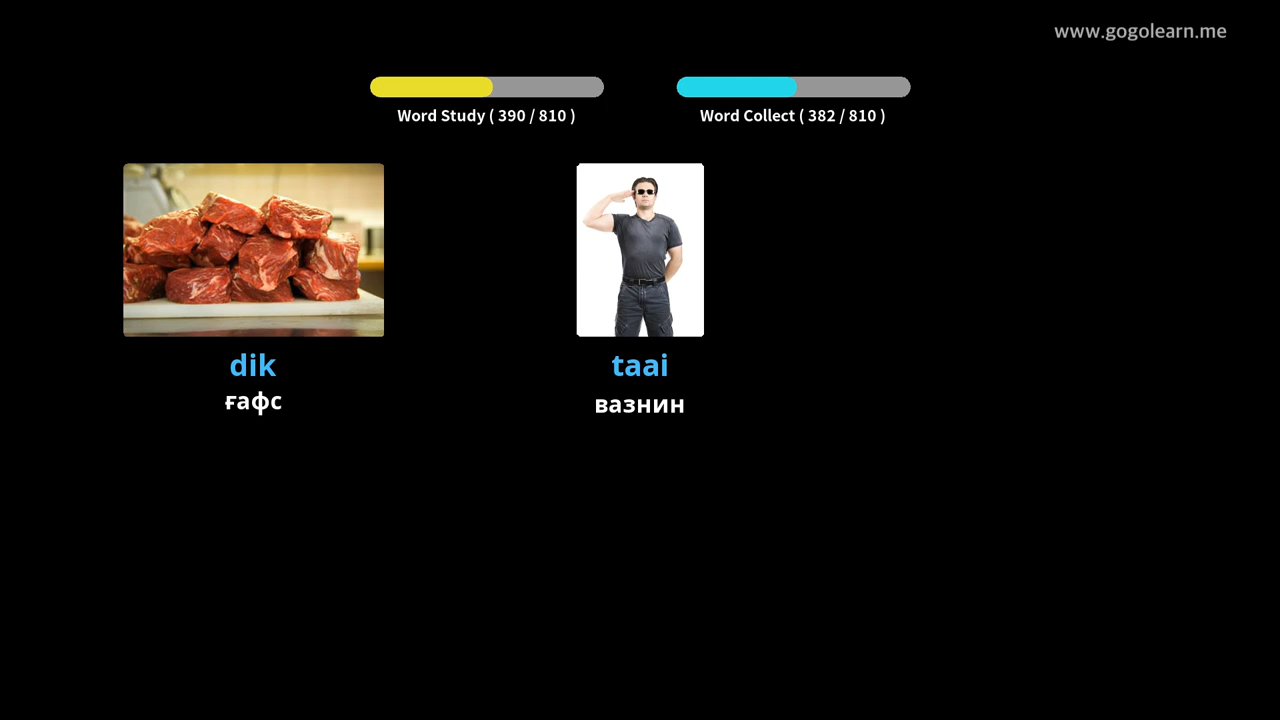 www.gogolearn.me
Word Study ( 390 / 810 )
Word Collect ( 382 / 810 )
dik
ғафс
taai
вазнин